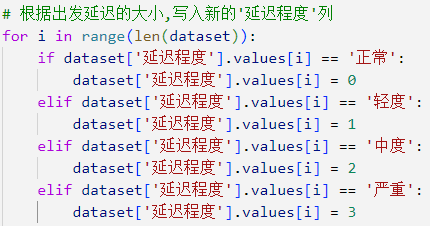 # 根据出发延迟的大小,写入新的'延迟程度'列
for i in range(len(dataset)):
    if dataset['延迟程度'].values[i] == '正常':
        dataset['延迟程度'].values[i] = 0
    elif dataset['延迟程度'].values[i] == '轻度':
        dataset['延迟程度'].values[i] = 1
    elif dataset['延迟程度'].values[i] == '中度':
        dataset['延迟程度'].values[i] = 2
    elif dataset['延迟程度'].values[i] == '严重':
        dataset['延迟程度'].values[i] = 3